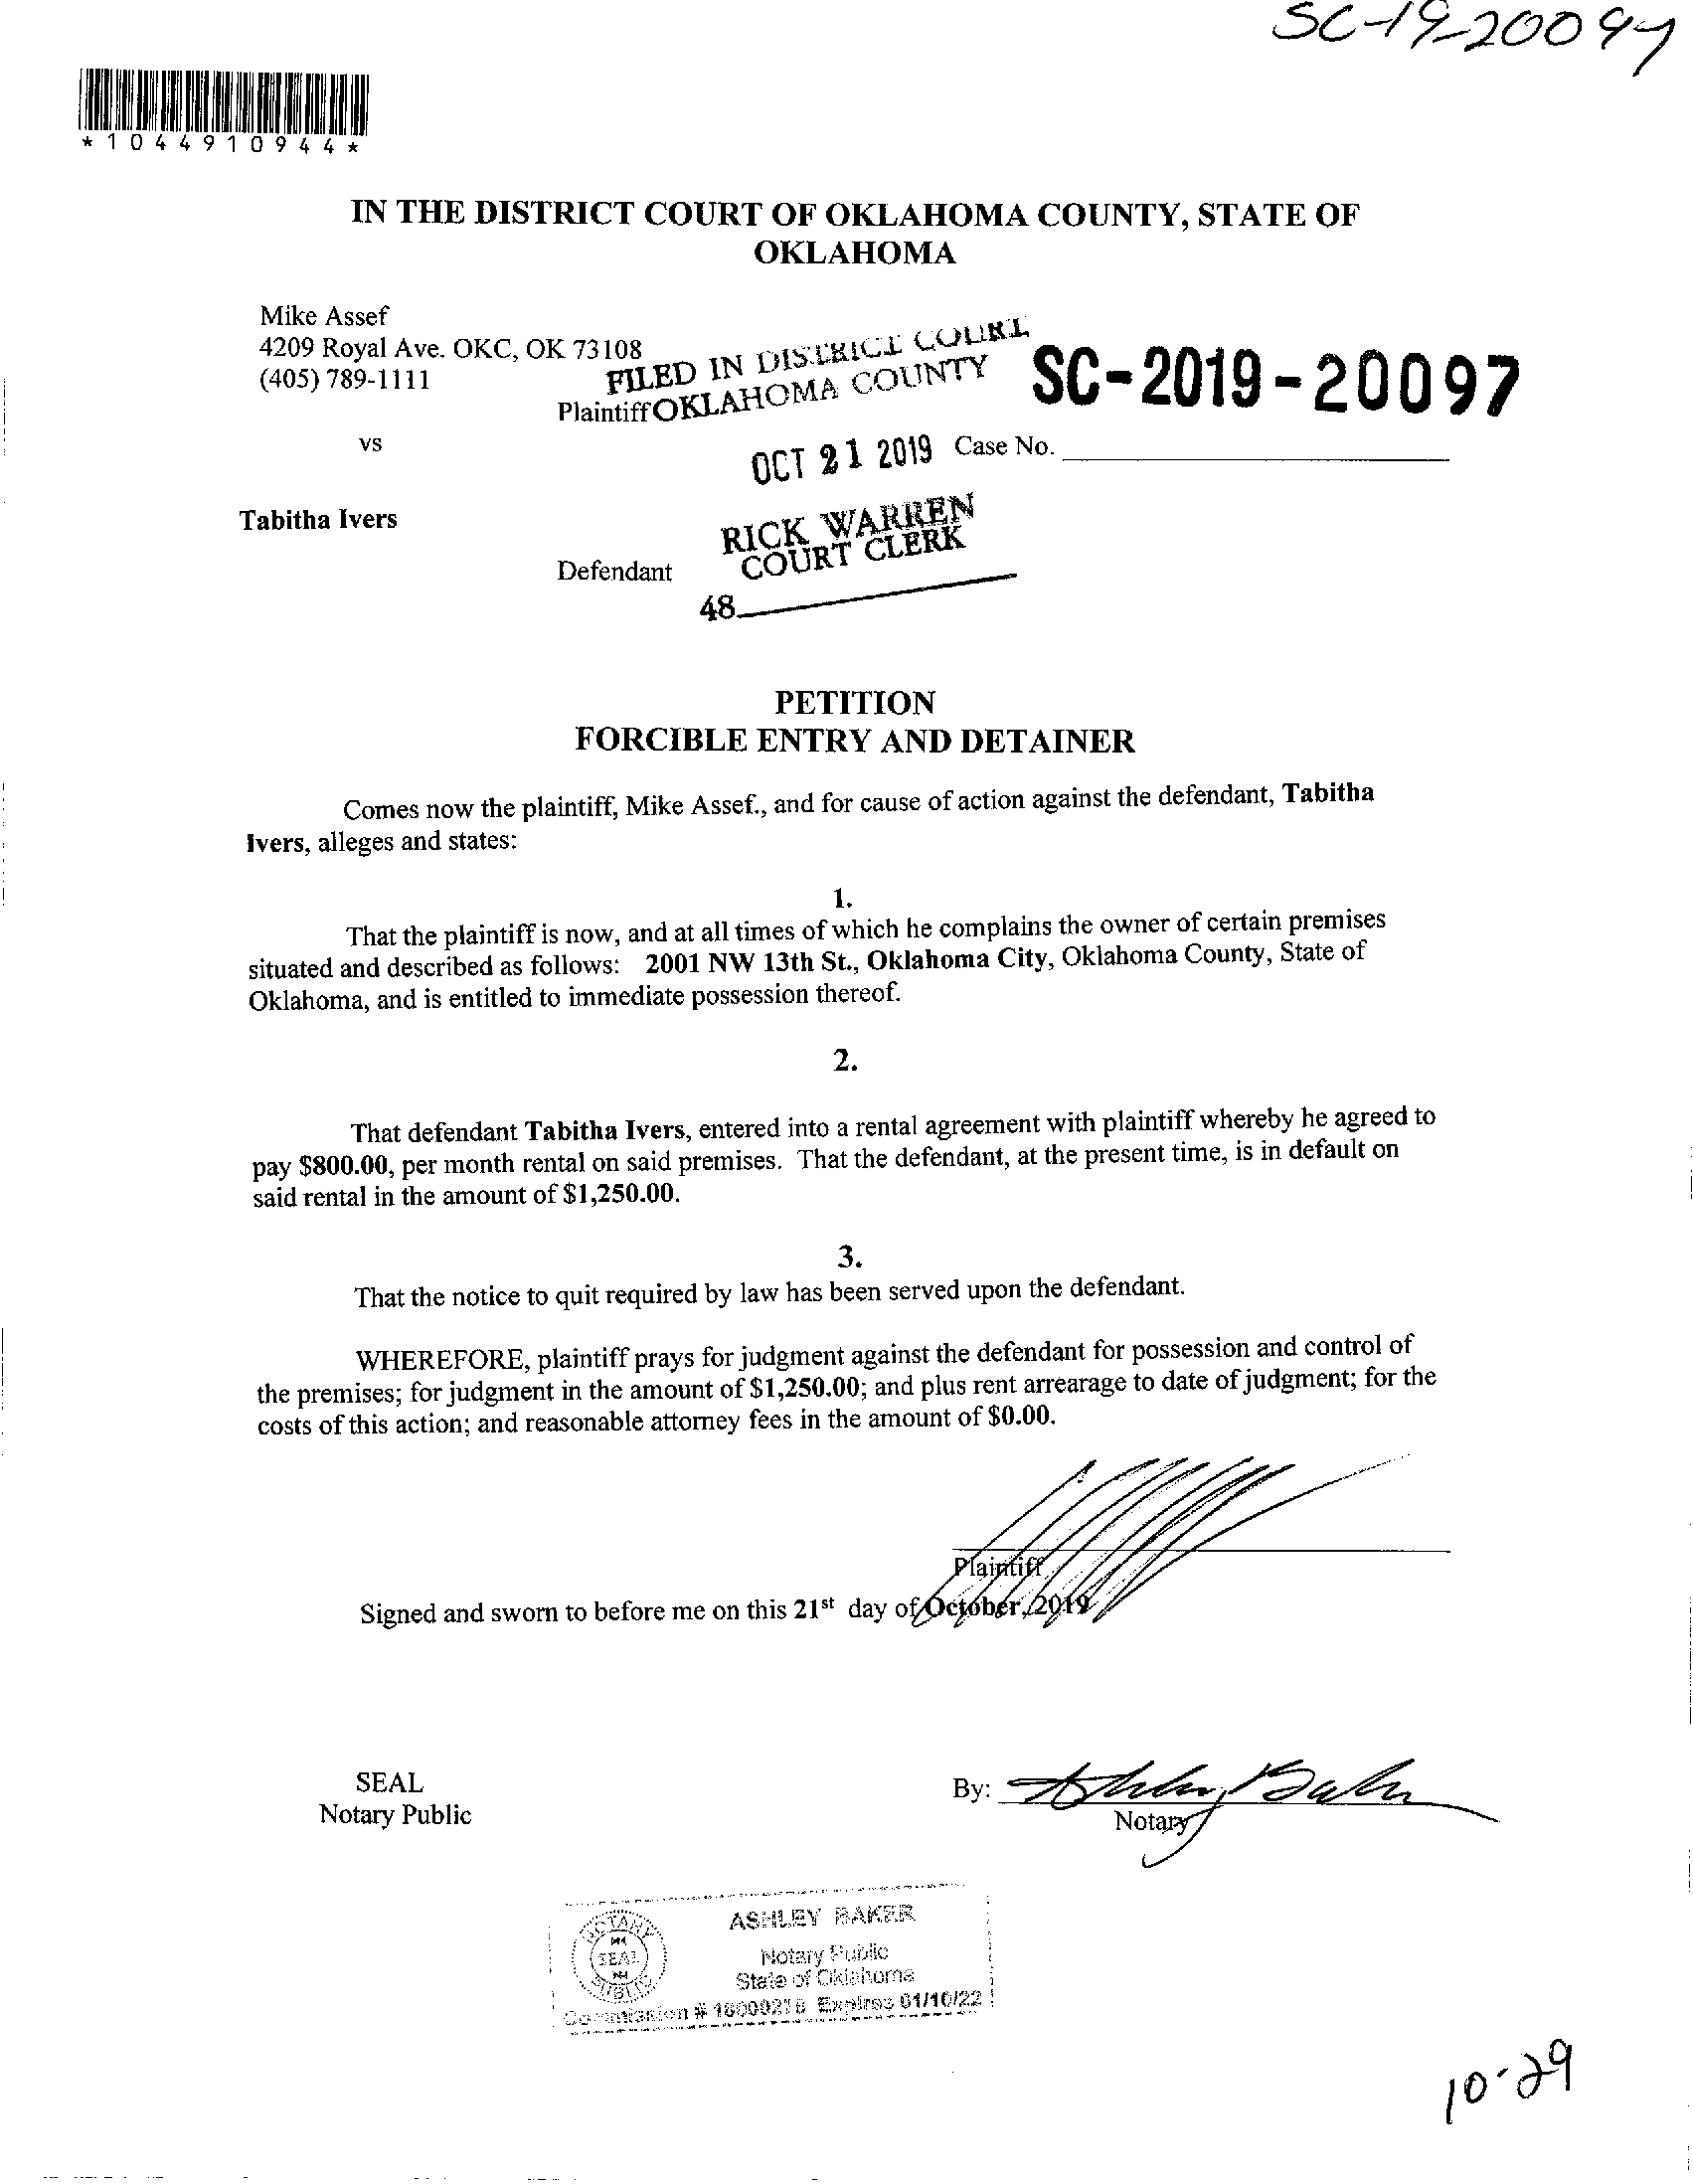 SC-19-20097
*1044910944*
IN THE DISTRICT COURT OF OKLAHOMA COUNTY, STATE OF
OKLAHOMA
Mike Assef
4209 Royal Ave. OKC, OK 73108
(405) 789-1111
Plaintiff
FILED IN DISTRICT COURT
OKLAHOMA COUNTY
SC-2019-20097
vs
OCT 21 2019
Case No.
Tabitha Ivers
RICK WARREN
COURT CLERK
Defendant
48
PETITION
FORCIBLE ENTRY AND DETAINER
Comes now the plaintiff, Mike Assef., and for cause of action against the defendant, Tabitha
Ivers, alleges and states:
1.
That the plaintiff is now, and at all times of which he complains the owner of certain premises
situated and described as follows: 2001 NW 13th St., Oklahoma City, Oklahoma County, State of
Oklahoma, and is entitled to immediate possession thereof.
2.
That defendant Tabitha Ivers, entered into a rental agreement with plaintiff whereby he agreed to
pay $800.00, per month rental on said premises. That the defendant, at the present time, is in default on
said rental in the amount of $1,250.00.
3.
That the notice to quit required by law has been served upon the defendant.
WHEREFORE, plaintiff prays for judgment against the defendant for possession and control of
the premises; for judgment in the amount of $1,250.00; and plus rent arrearage to date of judgment; for the
costs of this action; and reasonable attorney fees in the amount of $0.00.
Plaintiff
Signed and sworn to before me on this 21st day of October, 2019
SEAL
Notary Public
By: Ashley Baker
Notary
NOTARY
SEAL
PUBLIC
ASHLEY BAKER
Notary Public
State of Oklahoma
Commission # 18000216 Expires 01/10/22
10-29